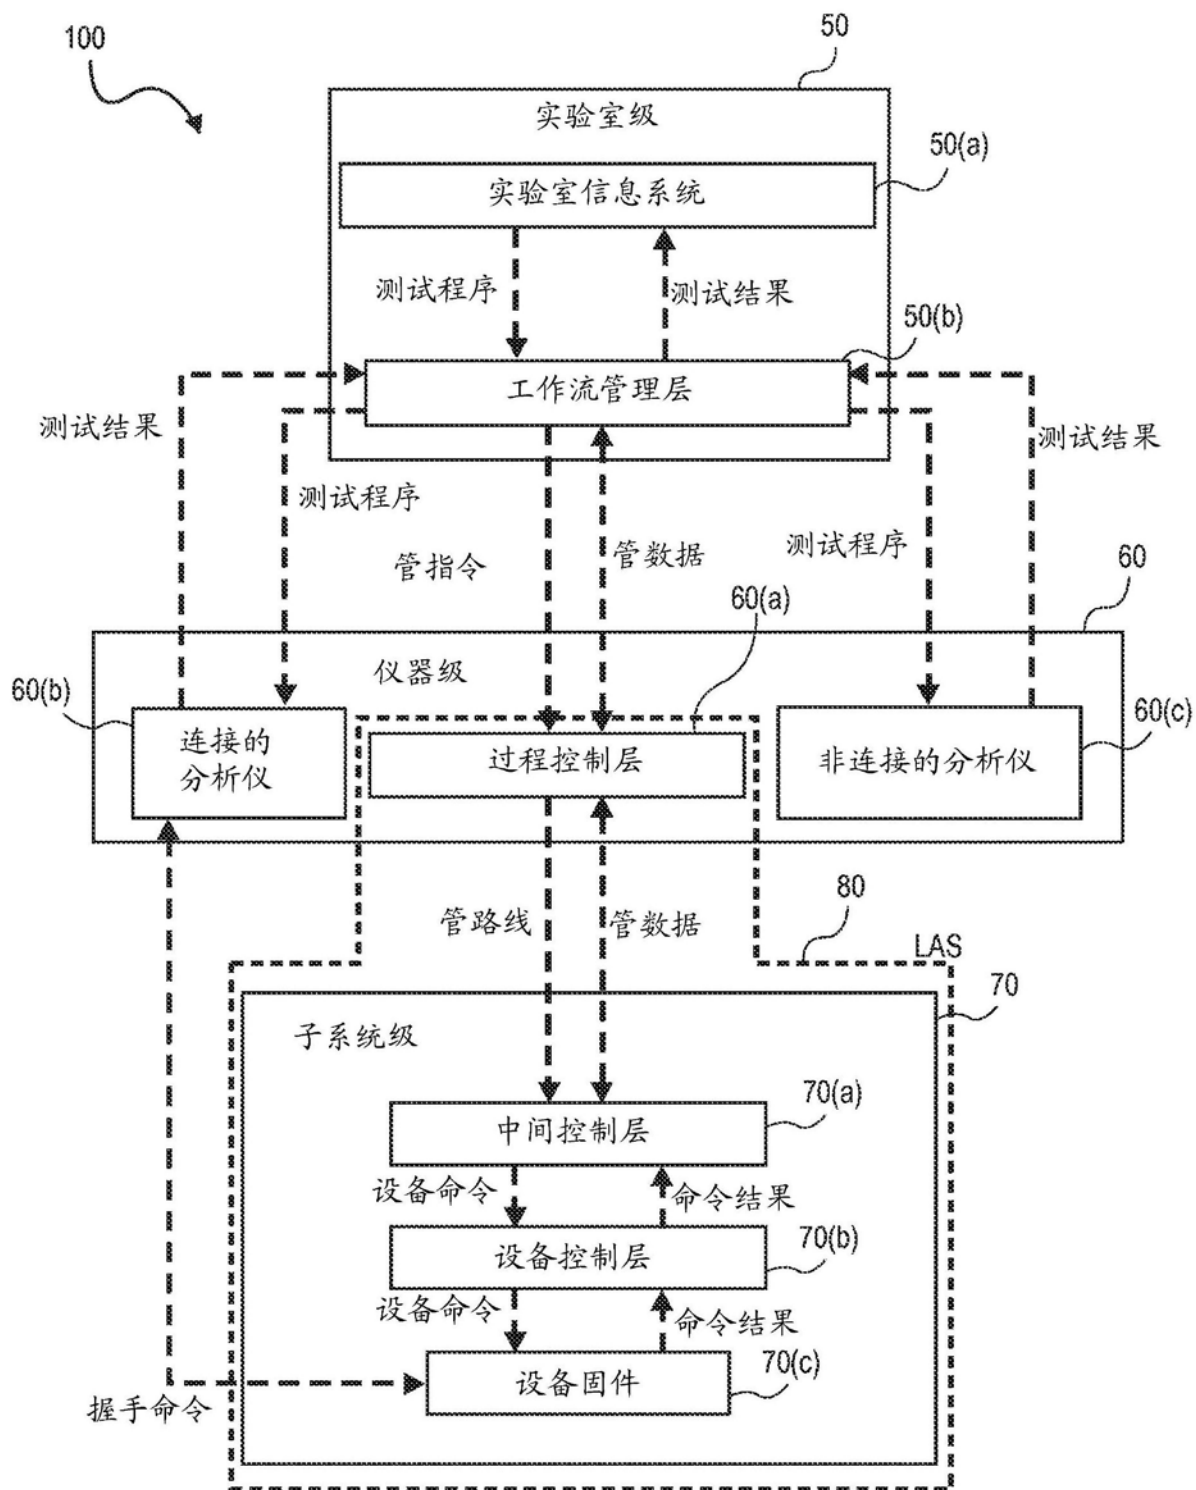 100
50
实验室级
50(a)
实验室信息系统
测试程序
测试结果
50(b)
工作流管理层
测试结果
测试结果
测试程序
测试程序
管指令
管数据
60
60(a)
仪器级
60(b)
60(c)
连接的
分析仪
过程控制层
非连接的分析仪
80
管路线
管数据
LAS
70
子系统级
70(a)
中间控制层
设备命令
命令结果
70(b)
设备控制层
设备命令
命令结果
70(c)
设备固件
握手命令